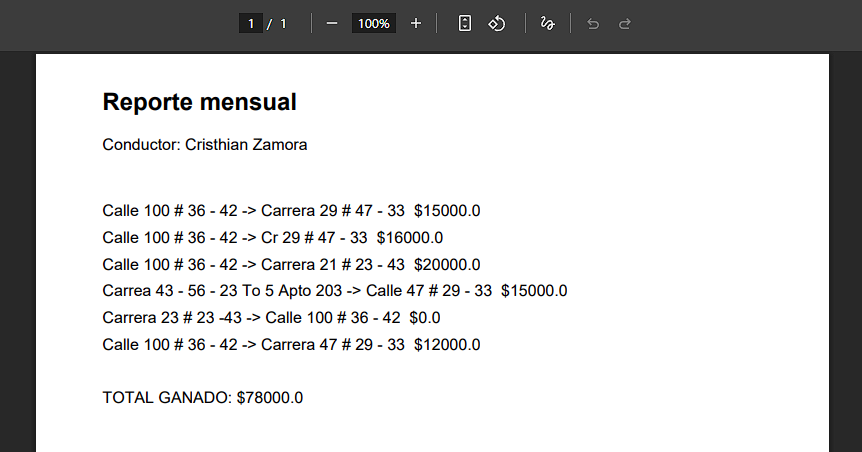 1 / 1 100%
Reporte mensual
Conductor: Cristhian Zamora
Calle 100 # 36 - 42 -> Carrera 29 # 47 - 33 $15000.0
Calle 100 # 36 - 42 -> Cr 29 # 47 - 33 $16000.0
Calle 100 # 36 - 42 -> Carrera 21 # 23 - 43 $20000.0
Carrea 43 - 56 - 23 To 5 Apto 203 -> Calle 47 # 29 - 33 $15000.0
Carrera 23 # 23 -43 -> Calle 100 # 36 - 42 $0.0
Calle 100 # 36 - 42 -> Carrera 47 # 29 - 33 $12000.0
TOTAL GANADO: $78000.0